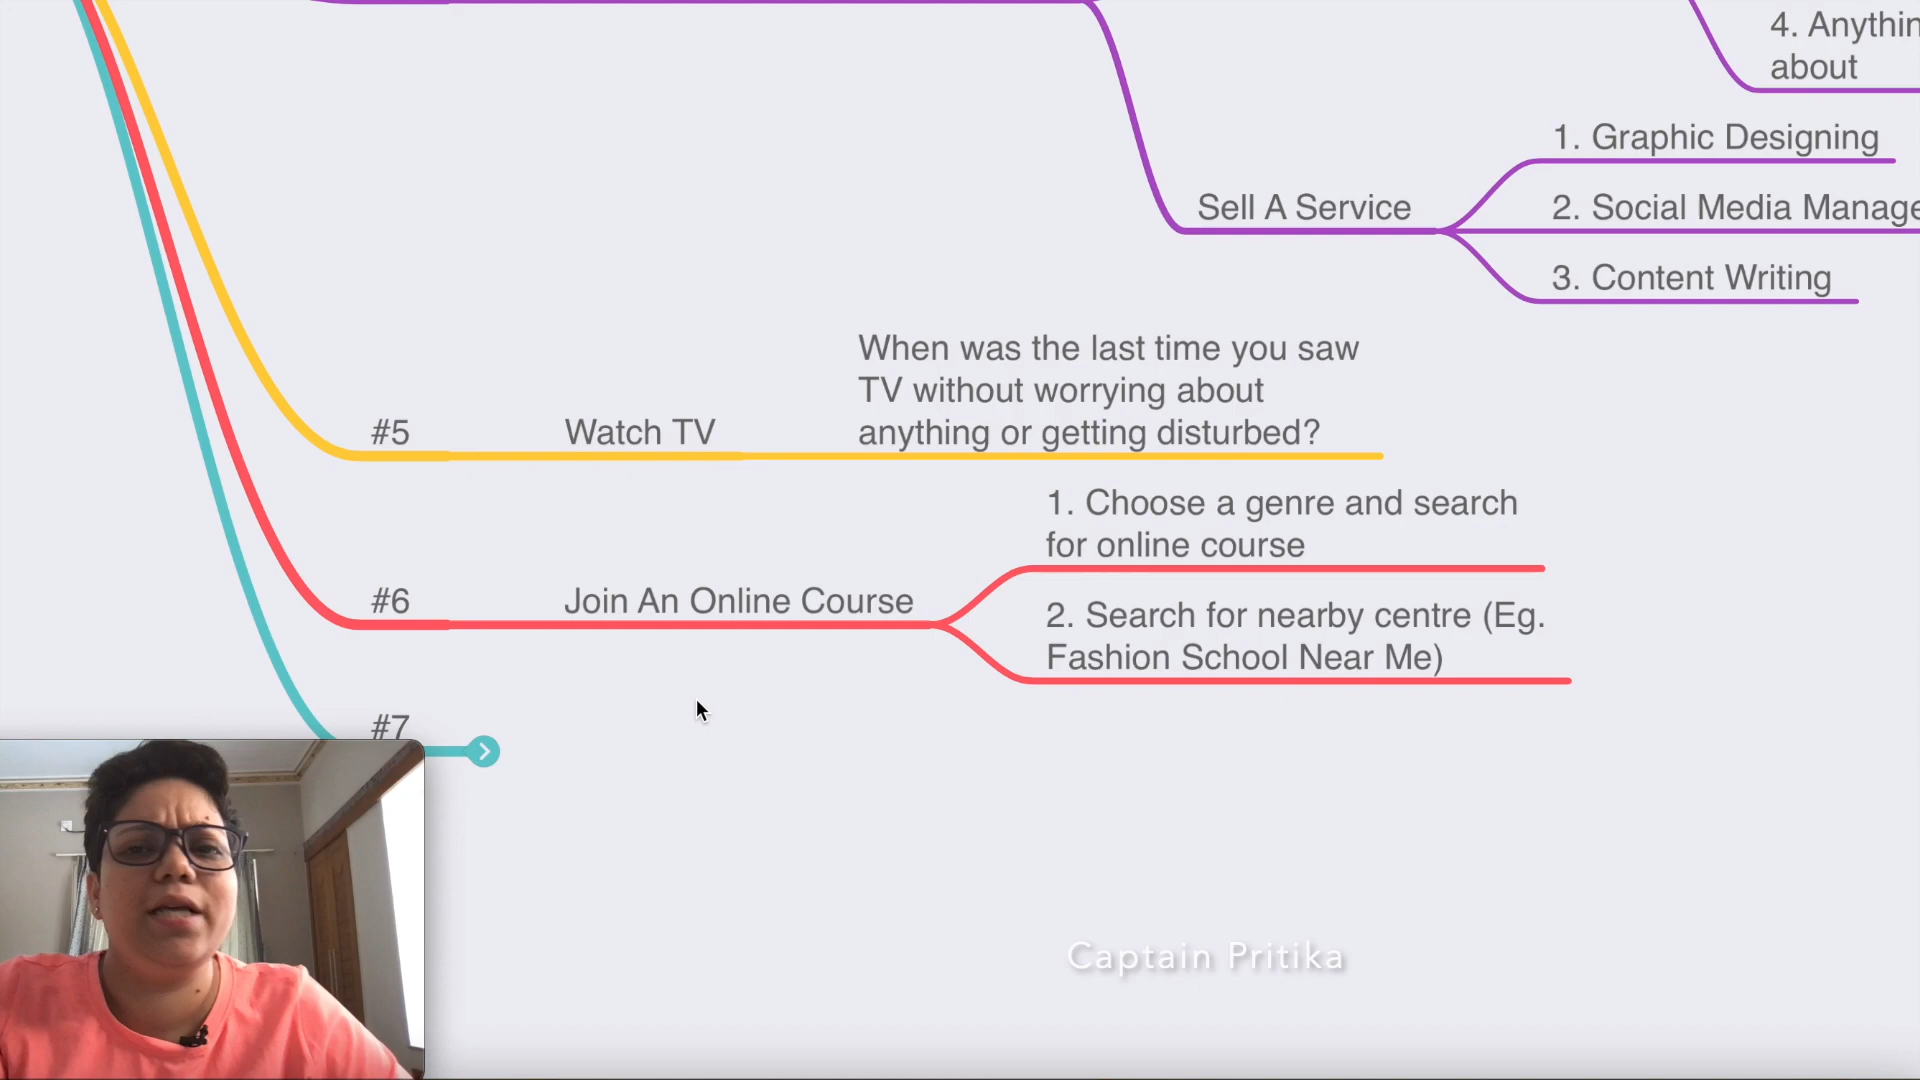 4. Anythin
about
1. Graphic Designing
Sell A Service
2. Social Media Manage
3. Content Writing
When was the last time you saw
TV without worrying about
anything or getting disturbed?
#5
Watch TV
1. Choose a genre and search
for online course
#6
Join An Online Course
2. Search for nearby centre (Eg.
Fashion School Near Me)
#7
Captain Pritika